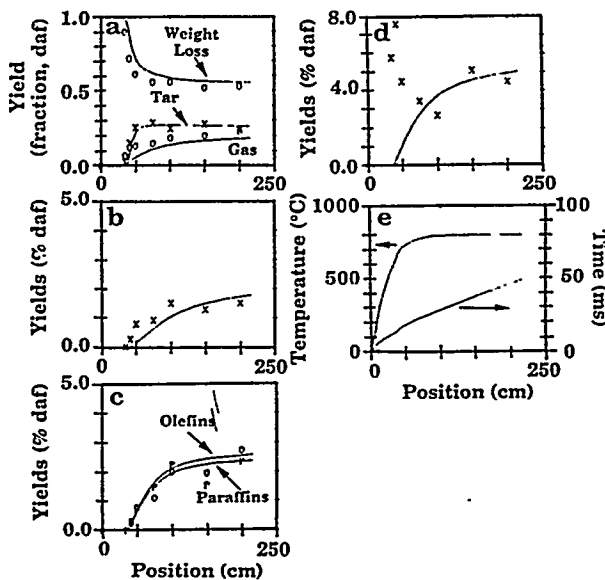 a
1.0
0.5
0.0
0
250
Yield
(fraction, daf)
Weight
Loss
Tar
Gas
b
5.0
0.0
0
250
Yields (% daf)
c
5.0
0.0
0
250
Yields (% daf)
Olefins
Paraffins
Position (cm)
d
8.0
4.0
0
0
250
Yields (% daf)
e
1000
500
0
100
50
0
0
250
Temperature (°C)
Time (ms)
Position (cm)